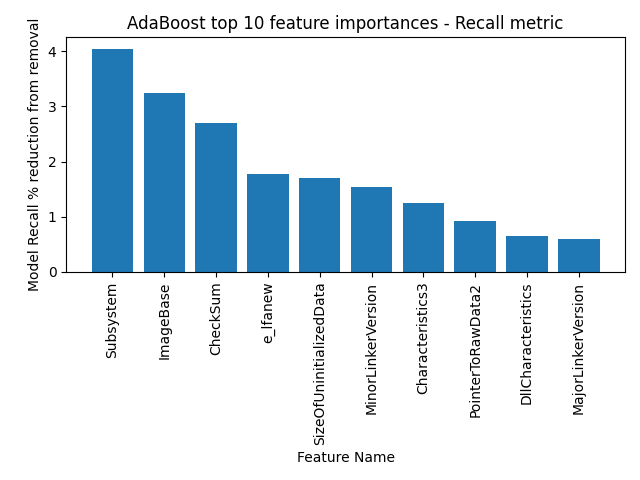 AdaBoost top 10 feature importances - Recall metric
Model Recall % reduction from removal
4
3
2
1
0
Subsystem
ImageBase
CheckSum
e_lfanew
SizeOfUninitializedData
MinorLinkerVersion
Characteristics3
PointerToRawData2
DllCharacteristics
MajorLinkerVersion
Feature Name